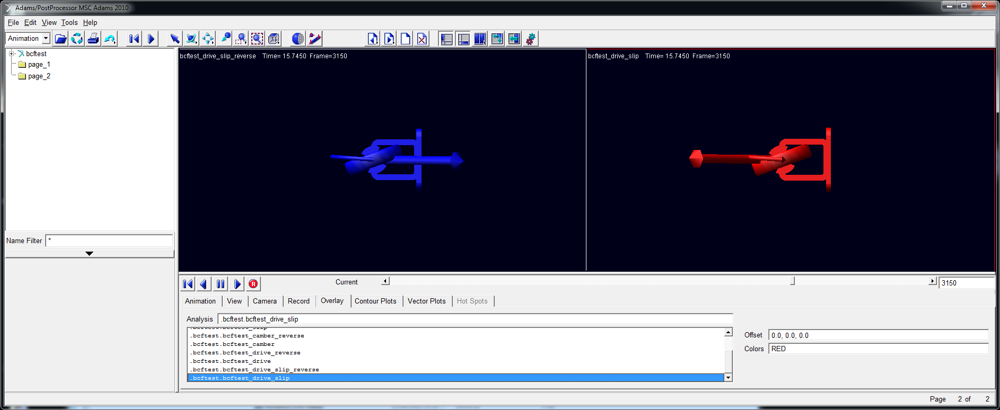 Adams/PostProcessor MSC Adams 2010
File Edit View Tools Help
Animation
bcftest
page_1
page_2
Name Filter *
bcftest_drive_slip_reverse Time= 15.7450 Frame=3150
bcftest_drive_slip Time= 15.7450 Frame=3150
R
Current
3150
Animation View Camera Record Overlay Contour Plots Vector Plots Hot Spots
Analysis .bcftest.bcftest_drive_slip
.bcftest.bcftest_slip
.bcftest.bcftest_camber_reverse
.bcftest.bcftest_camber
.bcftest.bcftest_drive_reverse
.bcftest.bcftest_drive
.bcftest.bcftest_drive_slip_reverse
.bcftest.bcftest_drive_slip
Offset 0.0, 0.0, 0.0
Colors RED
Page 2 of 2